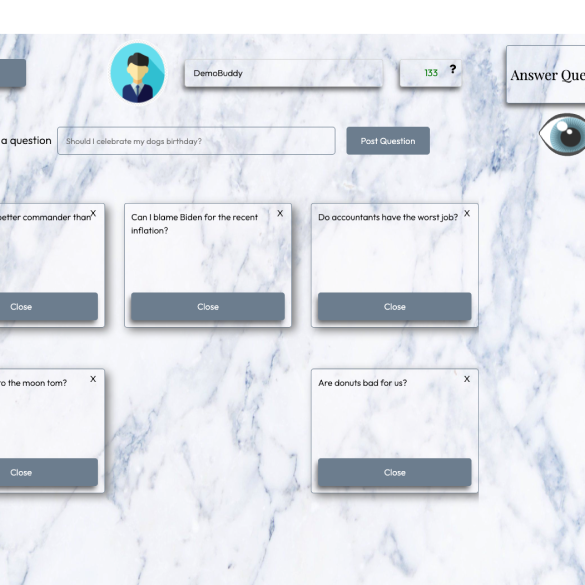 DemoBuddy
133 ?
Answer Que
a question
Should I celebrate my dogs birthday?
Post Question
etter commander than
X
Close
Can I blame Biden for the recent
inflation?
X
Close
Do accountants have the worst job?
X
Close
o the moon tom?
X
Close
Are donuts bad for us?
X
Close